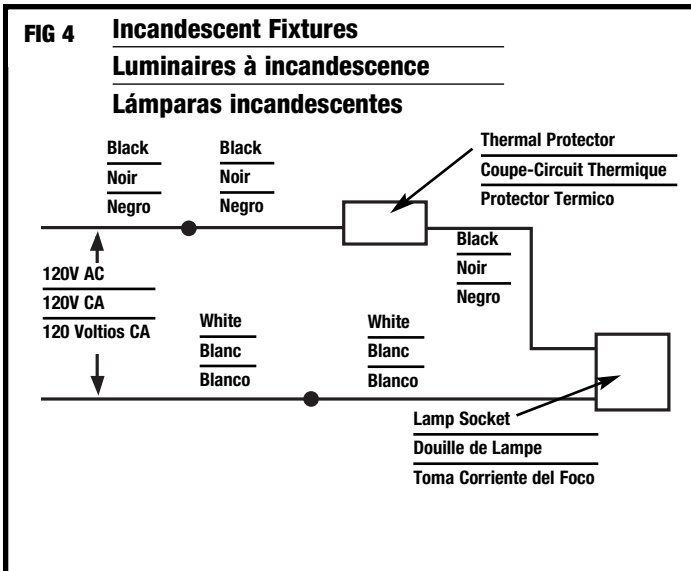 FIG 4
Incandescent Fixtures
Luminaires à incandescence
Lámparas incandescentes
Black
Noir
Negro
Black
Noir
Negro
Thermal Protector
Coupe-Circuit Thermique
Protector Termico
Black
Noir
Negro
120V AC
120V CA
120 Voltios CA
White
Blanc
Blanco
White
Blanc
Blanco
Lamp Socket
Douille de Lampe
Toma Corriente del Foco